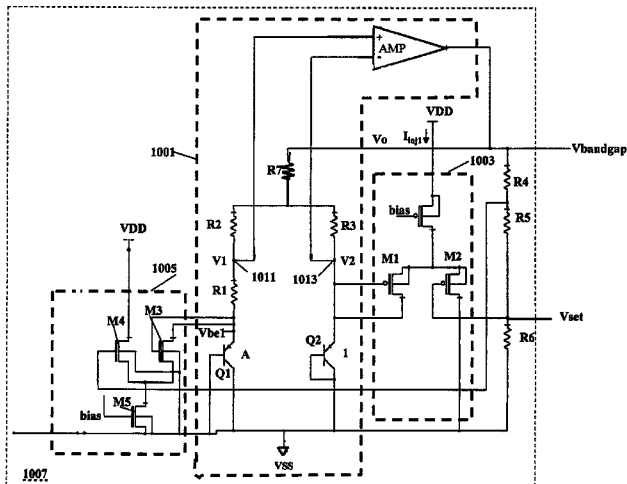 +
AMP
-
VDD
1001
Vo
Iinj1
Vbandgap
1003
R7
R4
bias
R5
R2
R3
VDD
V1
1011
1013
V2
M1
M2
1005
R1
M4
M3
Vset
Vbe1
R6
A
Q2
1
Q1
M5
bias
VSS
1007